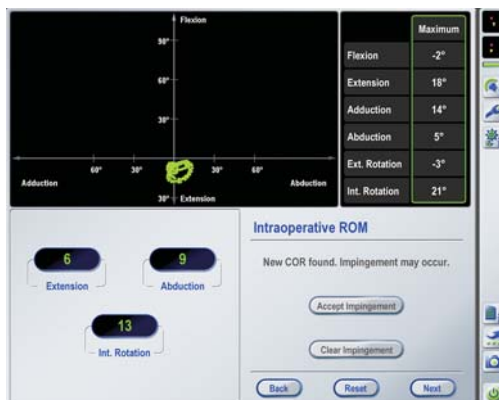 Flexion
90°
60°
30°
60° 30° 30° 60°
Adduction
Abduction
30° Extension
Maximum
Flexion -2°
Extension 18°
Adduction 14°
Abduction 5°
Ext. Rotation -3°
Int. Rotation 21°
6
Extension
9
Abduction
13
Int. Rotation
Intraoperative ROM
New COR found. Impingement may occur.
Accept Impingement
Clear Impingement
Back Reset Next